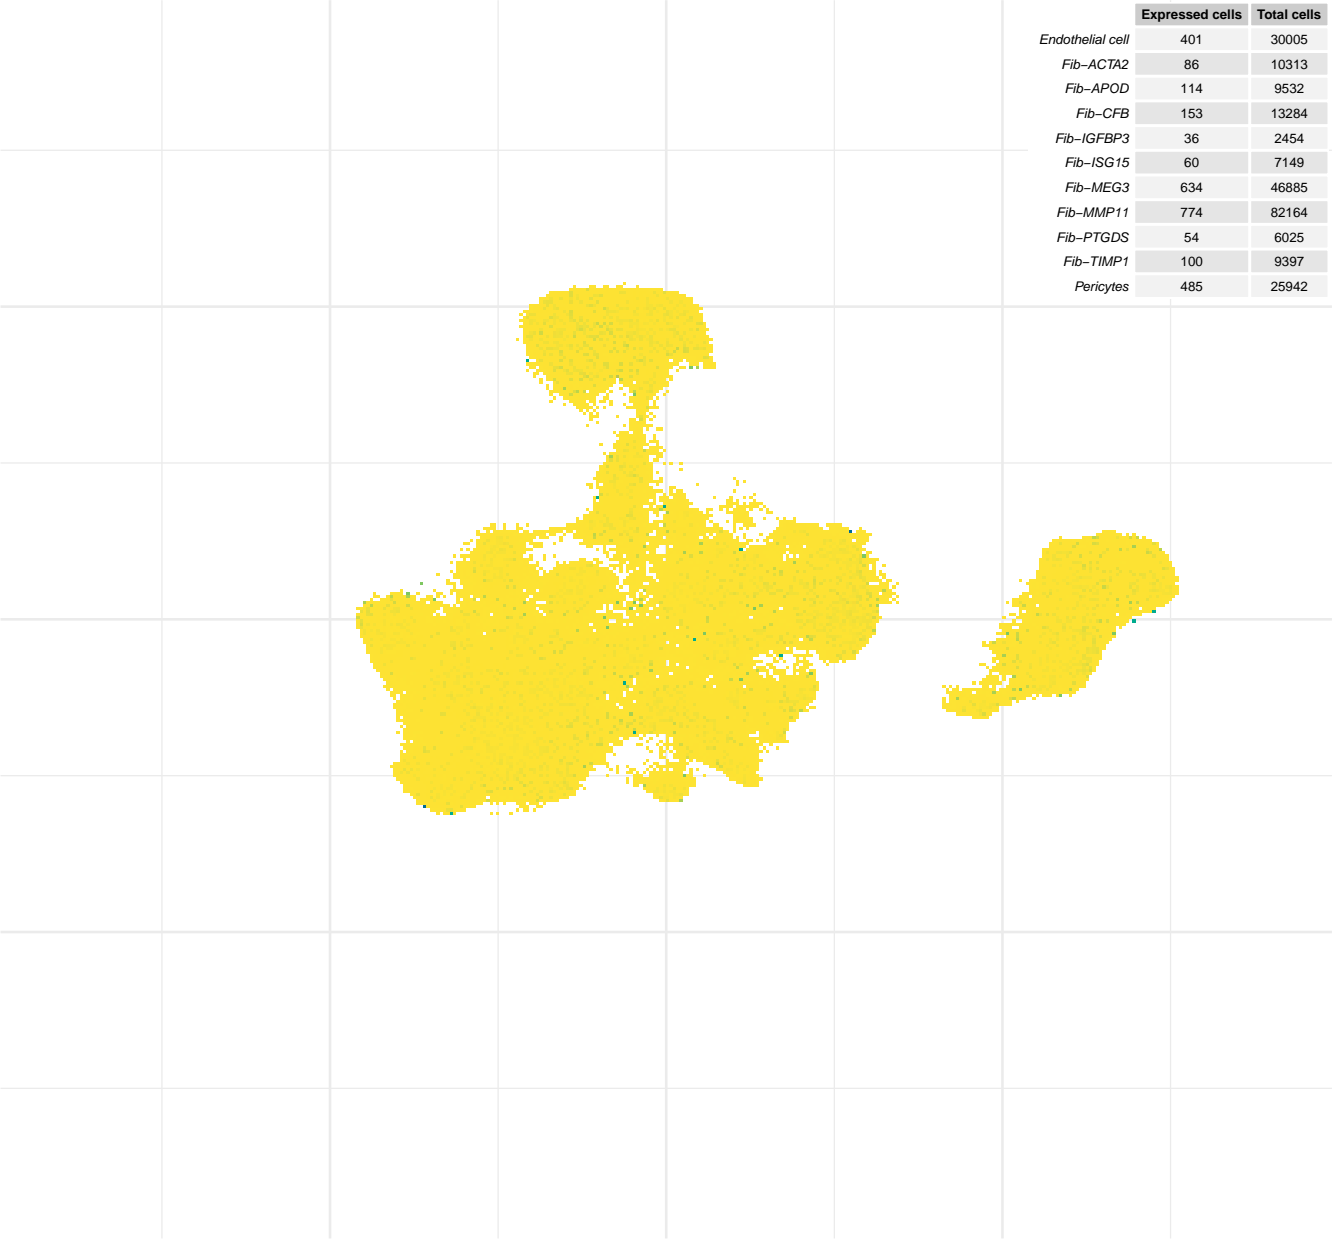 Expressed cells Total cells
Endothelial cell 401 30005
Fib−ACTA2 86 10313
Fib−APOD 114 9532
Fib−CFB 153 13284
Fib−IGFBP3 36 2454
Fib−ISG15 60 7149
Fib−MEG3 634 46885
Fib−MMP11 774 82164
Fib−PTGDS 54 6025
Fib−TIMP1 100 9397
Pericytes 485 25942